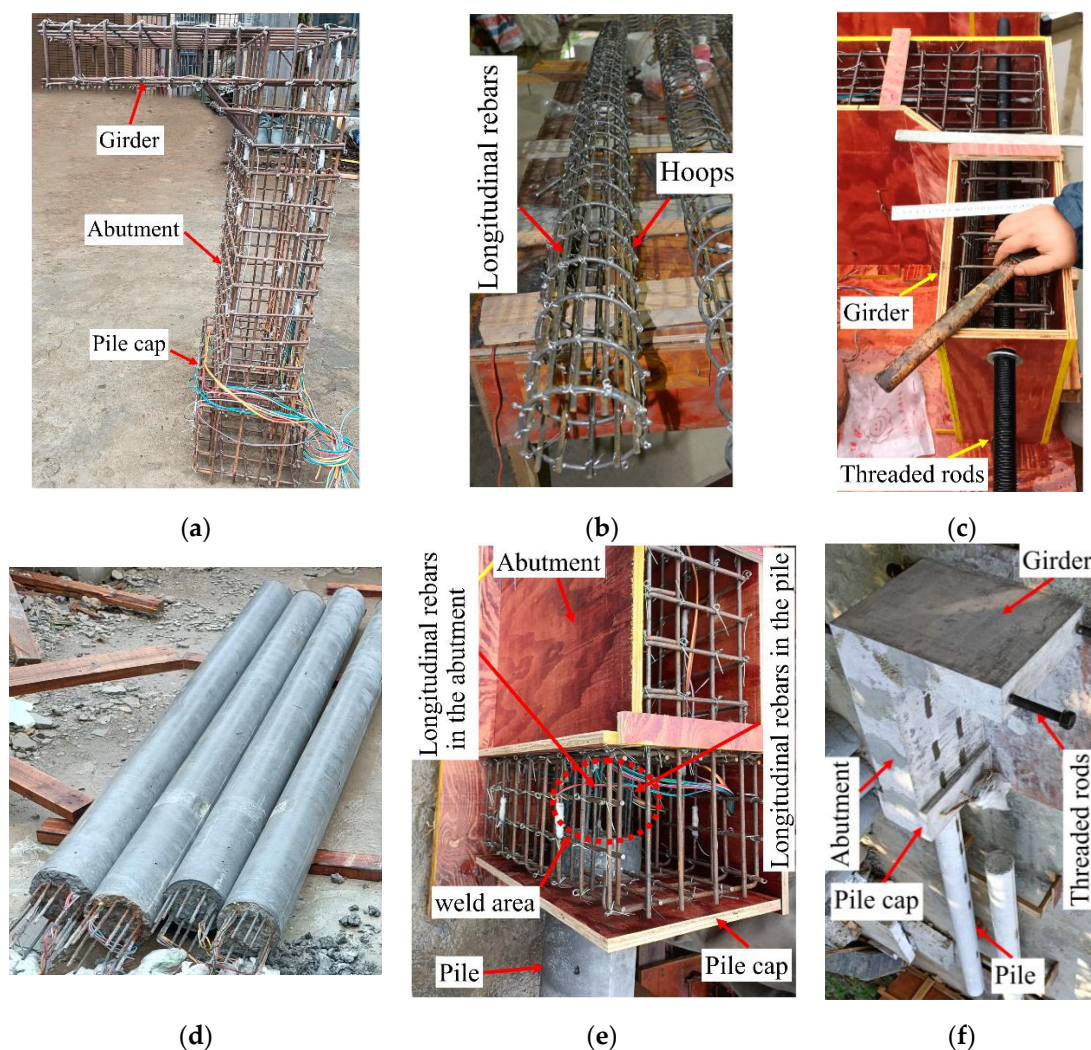 Girder
Abutment
Pile cap
(a)
Longitudinal rebars
Hoops
(b)
Girder
Threaded rods
(c)
(d)
Abutment
Longitudinal rebars
in the abutment
Longitudinal rebars in the pile
weld area
Pile
Pile cap
(e)
Girder
Abutment
Threaded rods
Pile cap
Pile
(f)